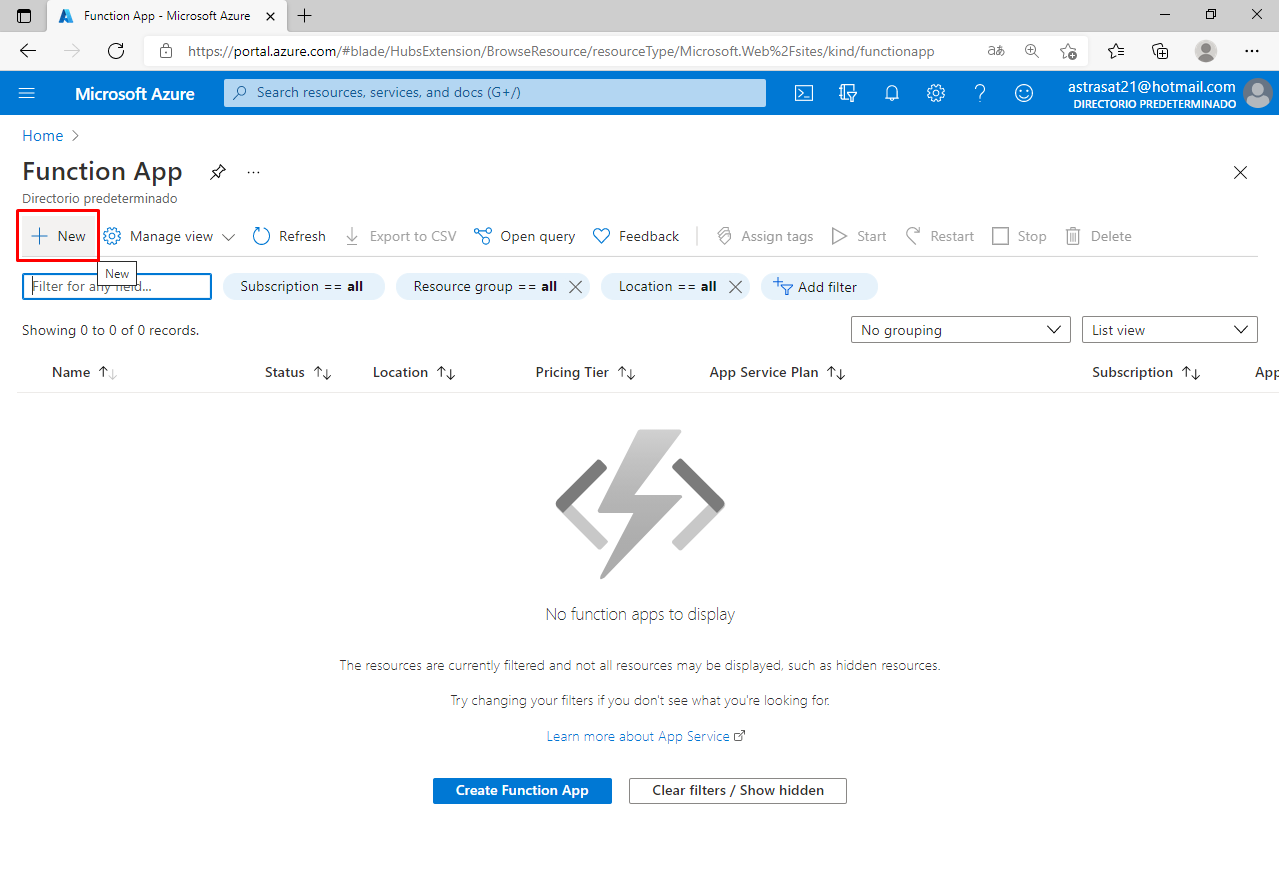 Function App - Microsoft Azure
https://portal.azure.com/#blade/HubsExtension/BrowseResource/resourceType/Microsoft.Web%2Fsites/kind/functionapp
Microsoft Azure
Search resources, services, and docs (G+/)
astrasat21@hotmail.com
DIRECTORIO PREDETERMINADO
Home
Function App
Directorio predeterminado
New Manage view Refresh Export to CSV Open query Feedback Assign tags Start Restart Stop Delete
New
Filter for any field... Subscription == all Resource group == all Location == all Add filter
Showing 0 to 0 of 0 records. No grouping List view
Name Status Location Pricing Tier App Service Plan Subscription App
No function apps to display
The resources are currently filtered and not all resources may be displayed, such as hidden resources.
Try changing your filters if you don't see what you're looking for.
Learn more about App Service
Create Function App Clear filters / Show hidden